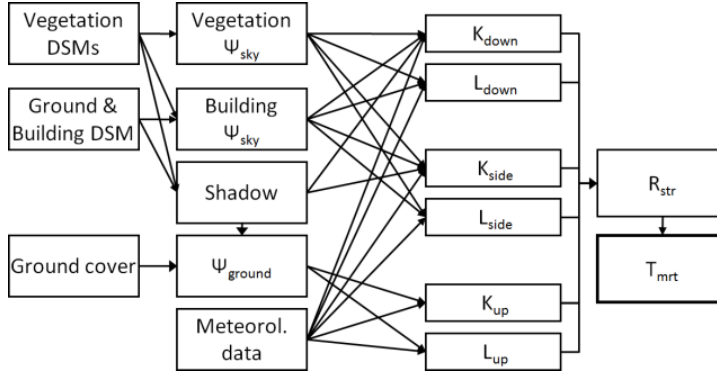 Vegetation
DSMs
Ground &
Building DSM
Ground cover
Vegetation
Ψsky
Building
Ψsky
Shadow
Ψground
Meteorol.
data
Kdown
Ldown
Kside
Lside
Kup
Lup
Rstr
Tmrt